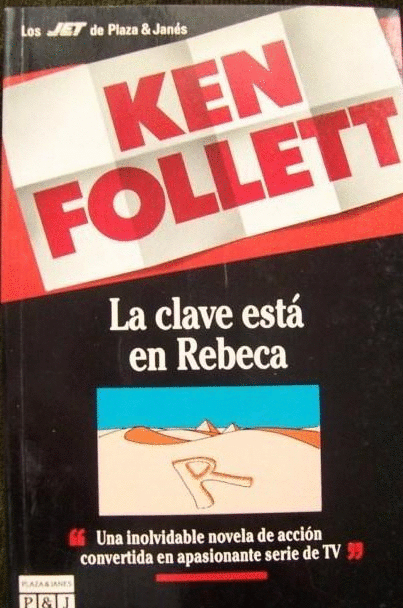 Los JET de Plaza & Janés
KEN
FOLLETT
La clave está
en Rebeca
R
“ Una inolvidable novela de acción
convertida en apasionante serie de TV ”
PLAZA & JANES
P & J